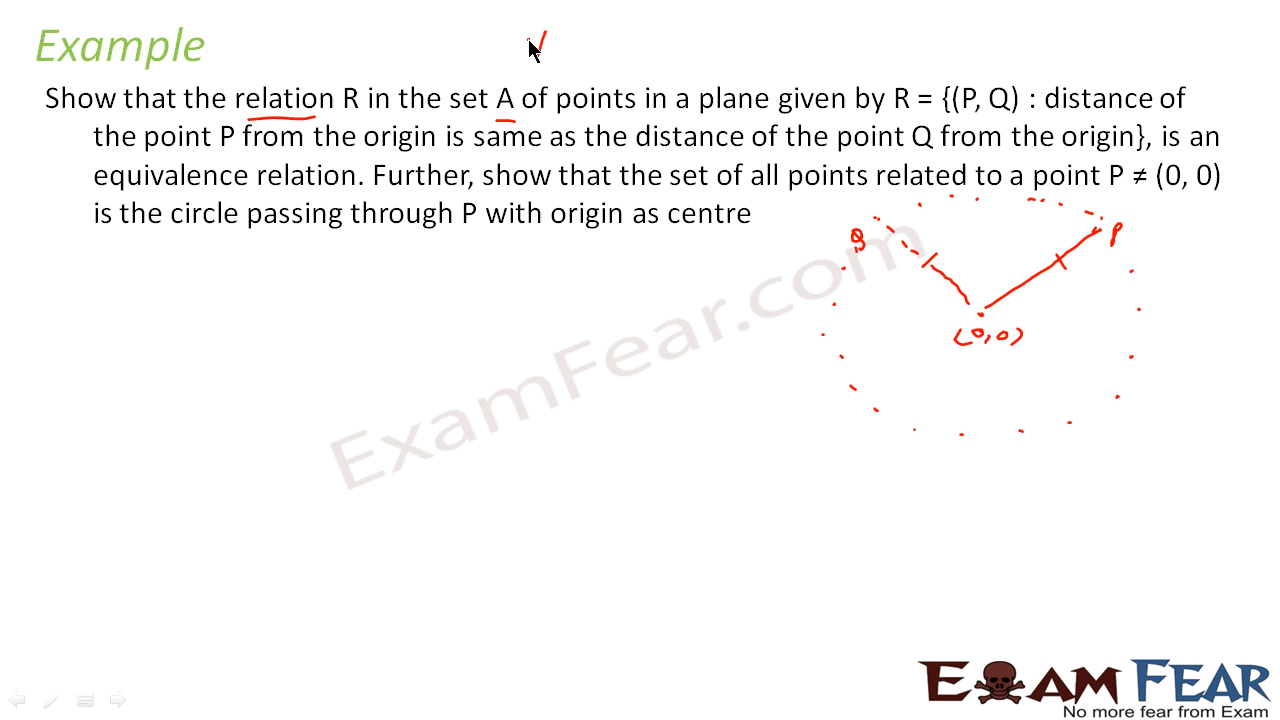 Example
Show that the relation R in the set A of points in a plane given by R = {(P, Q) : distance of
the point P from the origin is same as the distance of the point Q from the origin}, is an
equivalence relation. Further, show that the set of all points related to a point P ≠ (0, 0)
is the circle passing through P with origin as centre
Q
P
(0,0)
ExamFear.com
EXAM FEAR
No more fear from Exam